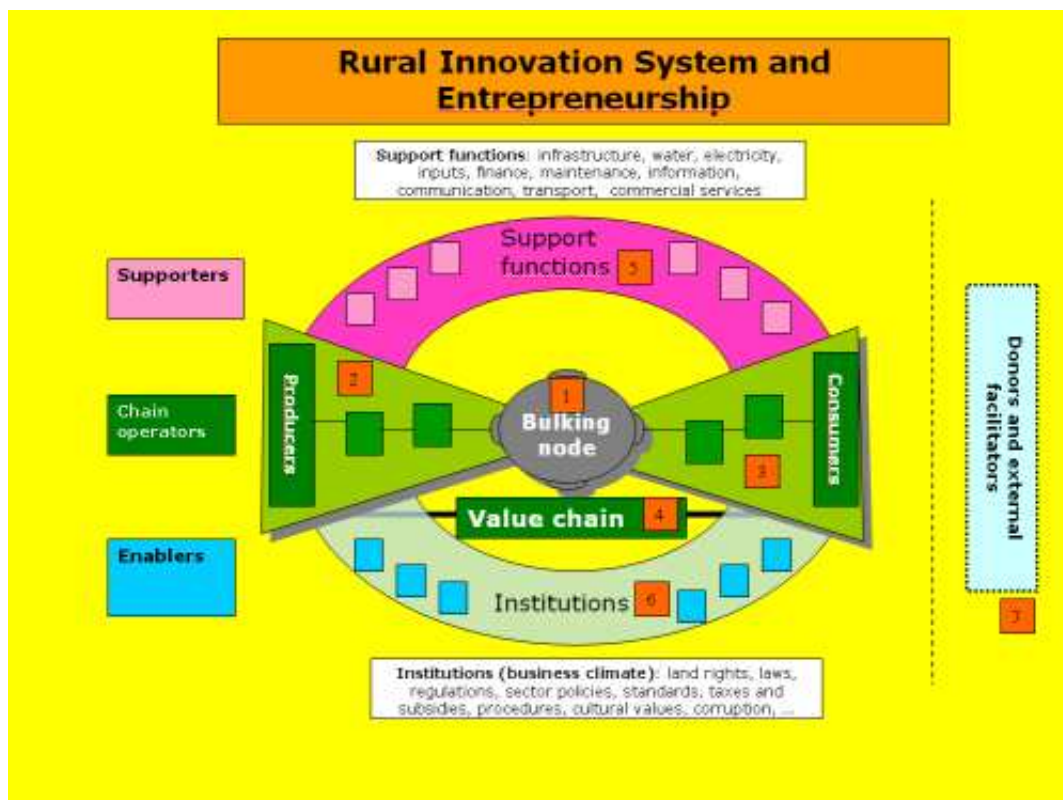 Rural Innovation System and
Entrepreneurship
Support functions: infrastructure, water, electricity,
inputs, finance, maintenance, information,
communication, transport, commercial services
Support
functions
5
Supporters
Producers
2
1
Bulking
node
Chain
operators
3
Consumers
Value chain
4
Enablers
Institutions
6
Donors and external
facilitators
Institutions (business climate): land rights, laws,
regulations, sector policies, standards, taxes and
subsidies, procedures, cultural values, corruption, ...